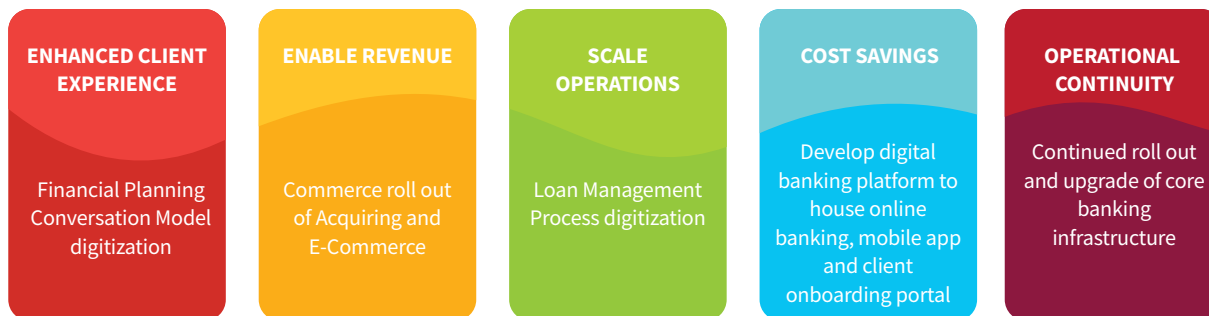 ENHANCED CLIENT
EXPERIENCE
Financial Planning
Conversation Model
digitization
ENABLE REVENUE
Commerce roll out
of Acquiring and
E-Commerce
SCALE
OPERATIONS
Loan Management
Process digitization
COST SAVINGS
Develop digital
banking platform to
house online
banking, mobile app
and client
onboarding portal
OPERATIONAL
CONTINUITY
Continued roll out
and upgrade of core
banking
infrastructure